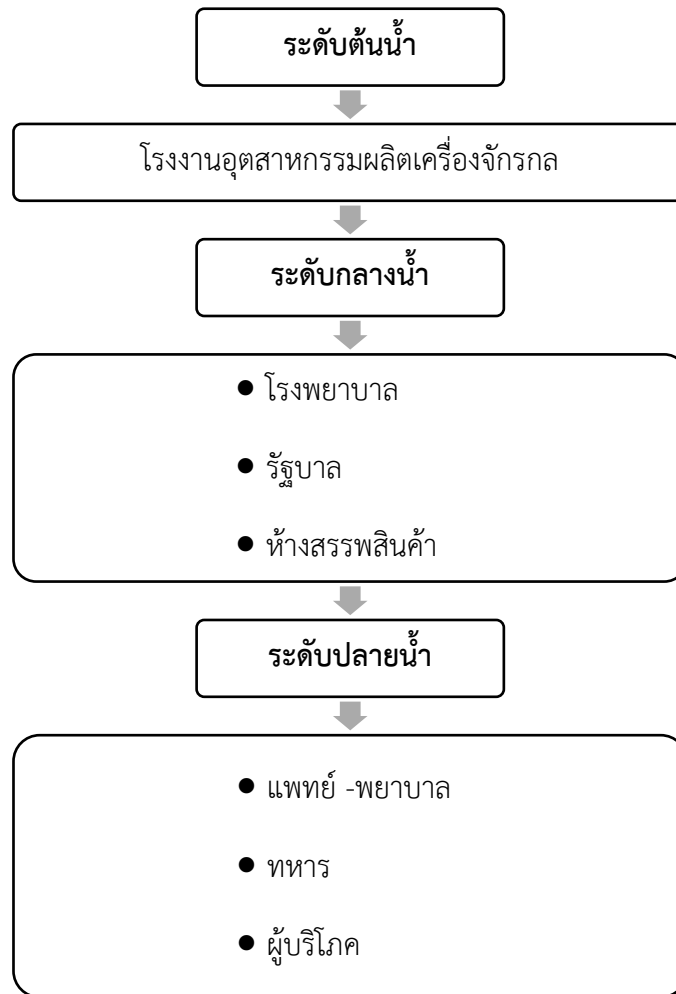 ระดับต้นน้ำ
โรงงานอุตสาหกรรมผลิตเครื่องจักรกล
ระดับกลางน้ำ
● โรงพยาบาล
● รัฐบาล
● ห้างสรรพสินค้า
ระดับปลายน้ำ
● แพทย์ -พยาบาล
● ทหาร
● ผู้บริโภค